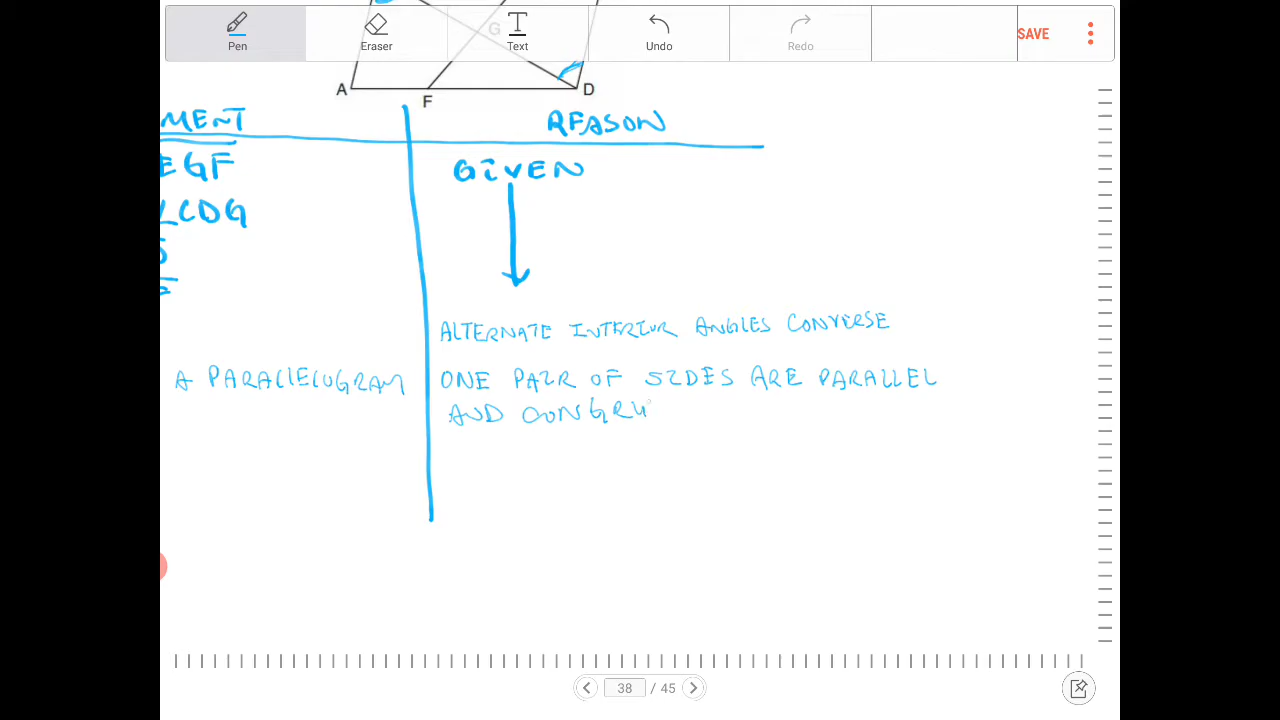 Pen
Eraser
Text
Undo
Redo
SAVE
G
A
F
D
MENT
REASON
EGF
GIVEN
∠CDG
ALTERNATE INTERIOR ANGLES CONVERSE
A PARALLELOGRAM
ONE PAIR OF SIDES ARE PARALLEL
AND CONGRU
38 / 45